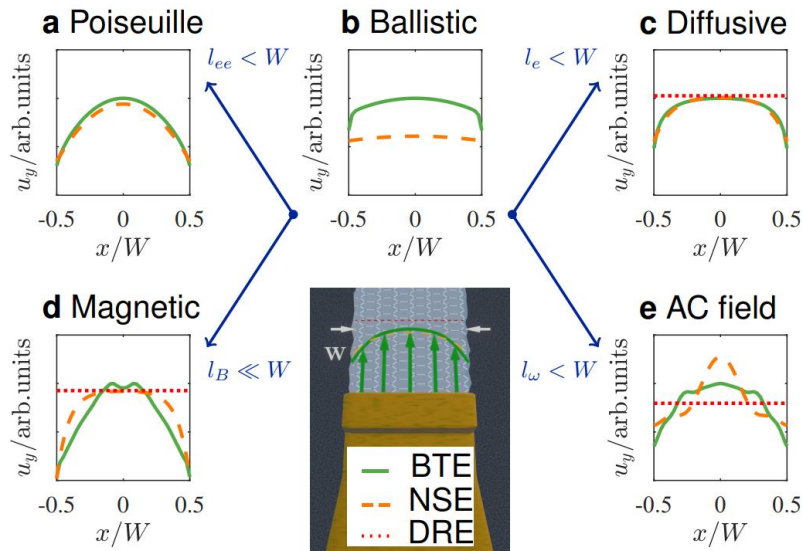 a Poiseuille
b Ballistic
c Diffusive
l_{ee} < W
l_e < W
u_y/arb.units
u_y/arb.units
u_y/arb.units
-0.5 0 0.5
-0.5 0 0.5
-0.5 0 0.5
x/W
x/W
x/W
d Magnetic
e AC field
l_B ≪ W
W
l_ω < W
u_y/arb.units
u_y/arb.units
-0.5 0 0.5
-0.5 0 0.5
x/W
x/W
BTE
NSE
DRE